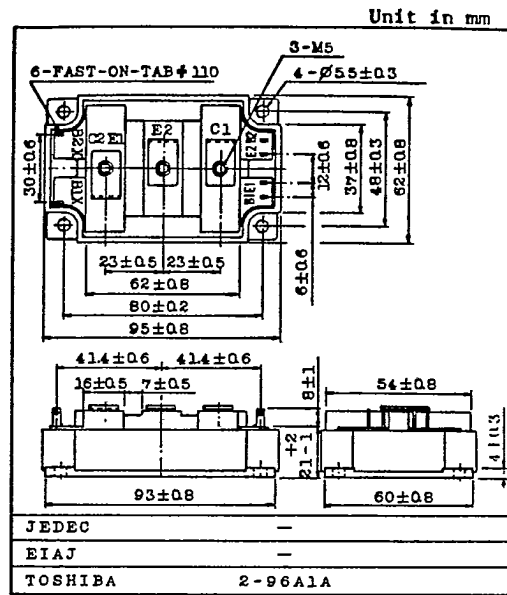 Unit in mm
3-M5
6-FAST-ON-TAB#110
4-Ø5.5±0.3
C2E1
E2
C1
B2X
B1X
E2B2
B1E1
30±0.6
12±0.6
37±0.8
48±0.3
62±0.8
23±0.5
23±0.5
6±0.6
62±0.8
80±0.2
95±0.8
41.4±0.6
41.4±0.6
16±0.5
7±0.5
8±1
54±0.8
+2
21-1
4±0.3
93±0.8
60±0.8
JEDEC —
EIAJ —
TOSHIBA 2-96A1A